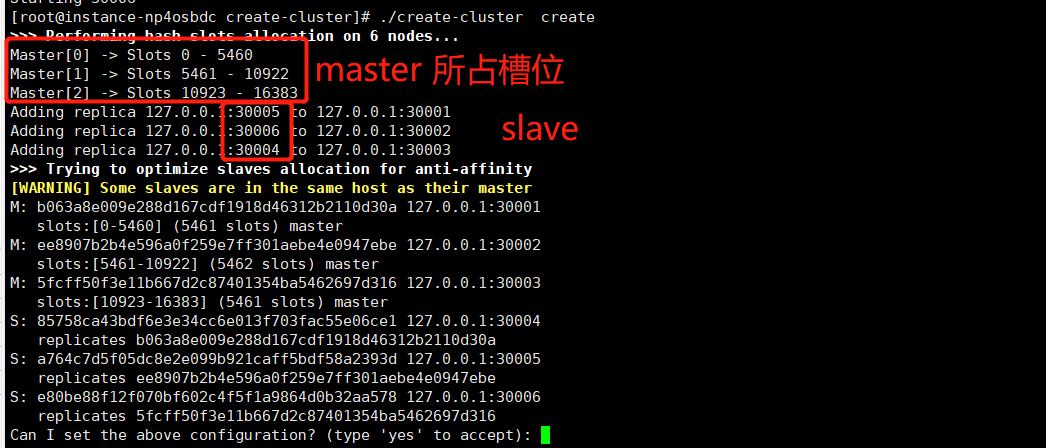 [root@instance-np4osbdc create-cluster]# ./create-cluster  create
>>> Performing hash slots allocation on 6 nodes...
Master[0] -> Slots 0 - 5460
Master[1] -> Slots 5461 - 10922
Master[2] -> Slots 10923 - 16383
master 所占槽位
Adding replica 127.0.0.1:30005 to 127.0.0.1:30001
Adding replica 127.0.0.1:30006 to 127.0.0.1:30002
Adding replica 127.0.0.1:30004 to 127.0.0.1:30003
slave
>>> Trying to optimize slaves allocation for anti-affinity
[WARNING] Some slaves are in the same host as their master
M: b063a8e009e288d167cdf1918d46312b2110d30a 127.0.0.1:30001
slots:[0-5460] (5461 slots) master
M: ee8907b2b4e596a0f259e7ff301aebe4e0947ebe 127.0.0.1:30002
slots:[5461-10922] (5462 slots) master
M: 5fcff50f3e11b667d2c87401354ba5462697d316 127.0.0.1:30003
slots:[10923-16383] (5461 slots) master
S: 85758ca43bdf6e3e34cc6e013f703fac55e06ce1 127.0.0.1:30004
replicates b063a8e009e288d167cdf1918d46312b2110d30a
S: a764c7d5f05dc8e2e099b921caff5bdf58a2393d 127.0.0.1:30005
replicates ee8907b2b4e596a0f259e7ff301aebe4e0947ebe
S: e80be88f12f070bf602c4f5f1a9864d0b32aa578 127.0.0.1:30006
replicates 5fcff50f3e11b667d2c87401354ba5462697d316
Can I set the above configuration? (type 'yes' to accept):